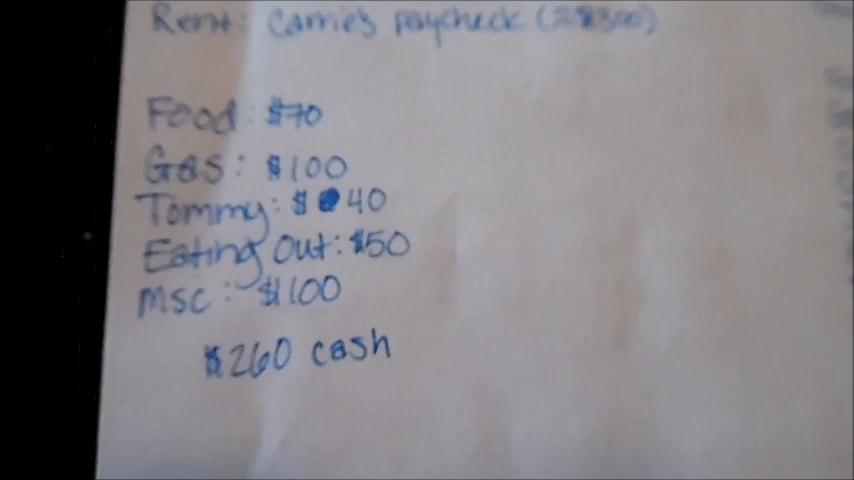 Rent: Carrie's paycheck
Food: $70
Gas: $100
Tommy: $40
Eating Out: $50
msc: $100
$260 cash